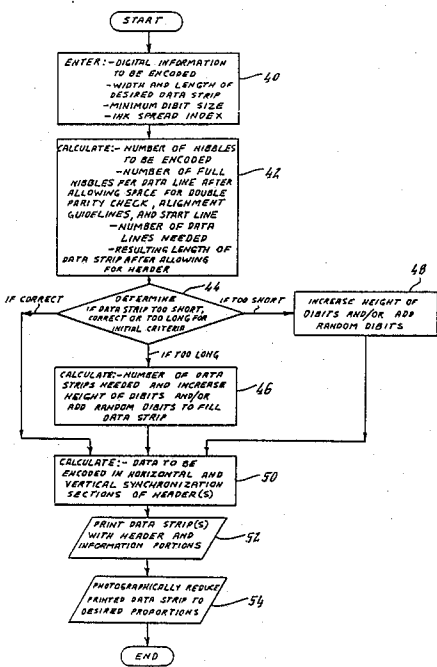 START
ENTER:-DIGITAL INFORMATION
TO BE ENCODED
-WIDTH AND LENGTH OF
DESIRED DATA STRIP
-MINIMUM DIBIT SIZE
-INK SPREAD INDEX
40
CALCULATE:-NUMBER OF NIBBLES
TO BE ENCODED
-NUMBER OF FULL
NIBBLES PER DATA LINE AFTER
ALLOWING SPACE FOR DOUBLE
PARITY CHECK, ALIGNMENT
GUIDELINES, AND START LINE
-NUMBER OF DATA
LINES NEEDED
-RESULTING LENGTH OF
DATA STRIP AFTER ALLOWING
FOR HEADER
42
44
IF CORRECT
DETERMINE
IF DATA STRIP TOO SHORT,
CORRECT OR TOO LONG FOR
INITIAL CRITERIA
IF TOO SHORT
48
INCREASE HEIGHT OF
DIBITS AND/OR ADD
RANDOM DIBITS
IF TOO LONG
CALCULATE:-NUMBER OF DATA
STRIPS NEEDED AND INCREASE
HEIGHT OF DIBITS AND/OR
ADD RANDOM DIBITS TO FILL
DATA STRIP
46
CALCULATE:- DATA TO BE
ENCODED IN HORIZONTAL AND
VERTICAL SYNCHRONIZATION
SECTIONS OF HEADER(S)
50
PRINT DATA STRIP(S)
WITH HEADER AND
INFORMATION PORTIONS
52
PHOTOGRAPHICALLY REDUCE
PRINTED DATA STRIP TO
DESIRED PROPORTIONS
54
END